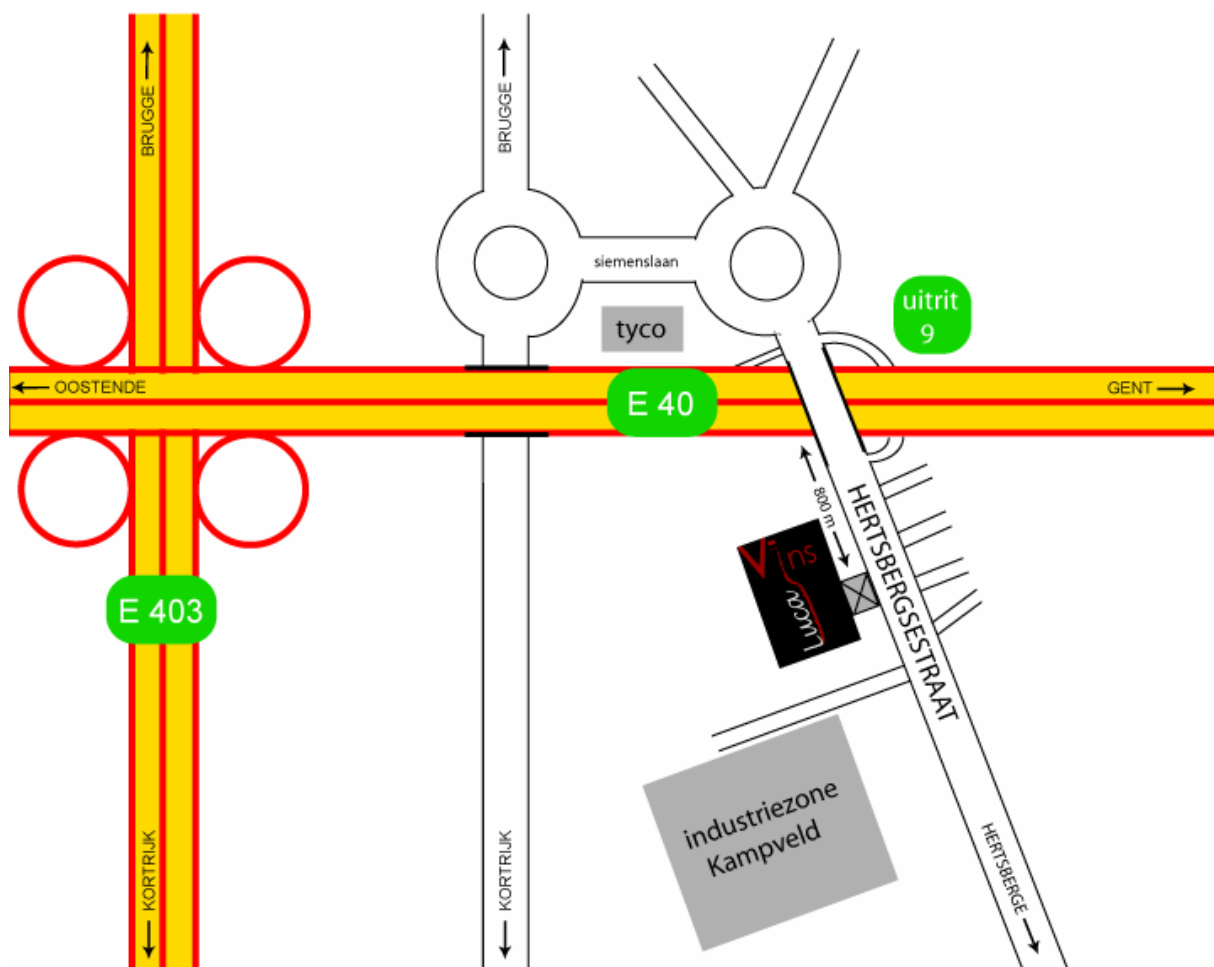 BRUGGE
BRUGGE
siemenslaan
uitrit
9
tyco
OOSTENDE
E 40
GENT
800 m
HERTSBERGSESTRAAT
Vins
Luca
E 403
industriezone
Kampveld
KORTRIJK
KORTRIJK
HERTSBERGE